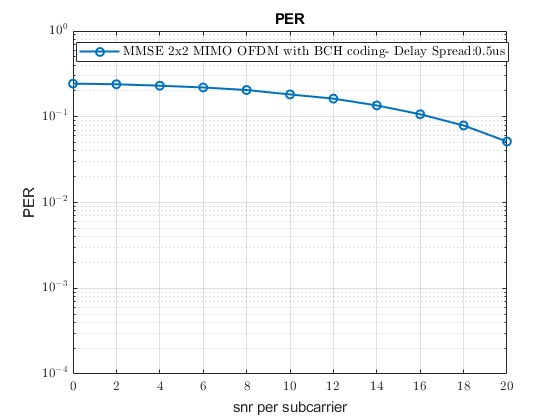 PER
MMSE 2x2 MIMO OFDM with BCH coding- Delay Spread:0.5us
PER
10^0
10^-1
10^-2
10^-3
10^-4
0 2 4 6 8 10 12 14 16 18 20
snr per subcarrier